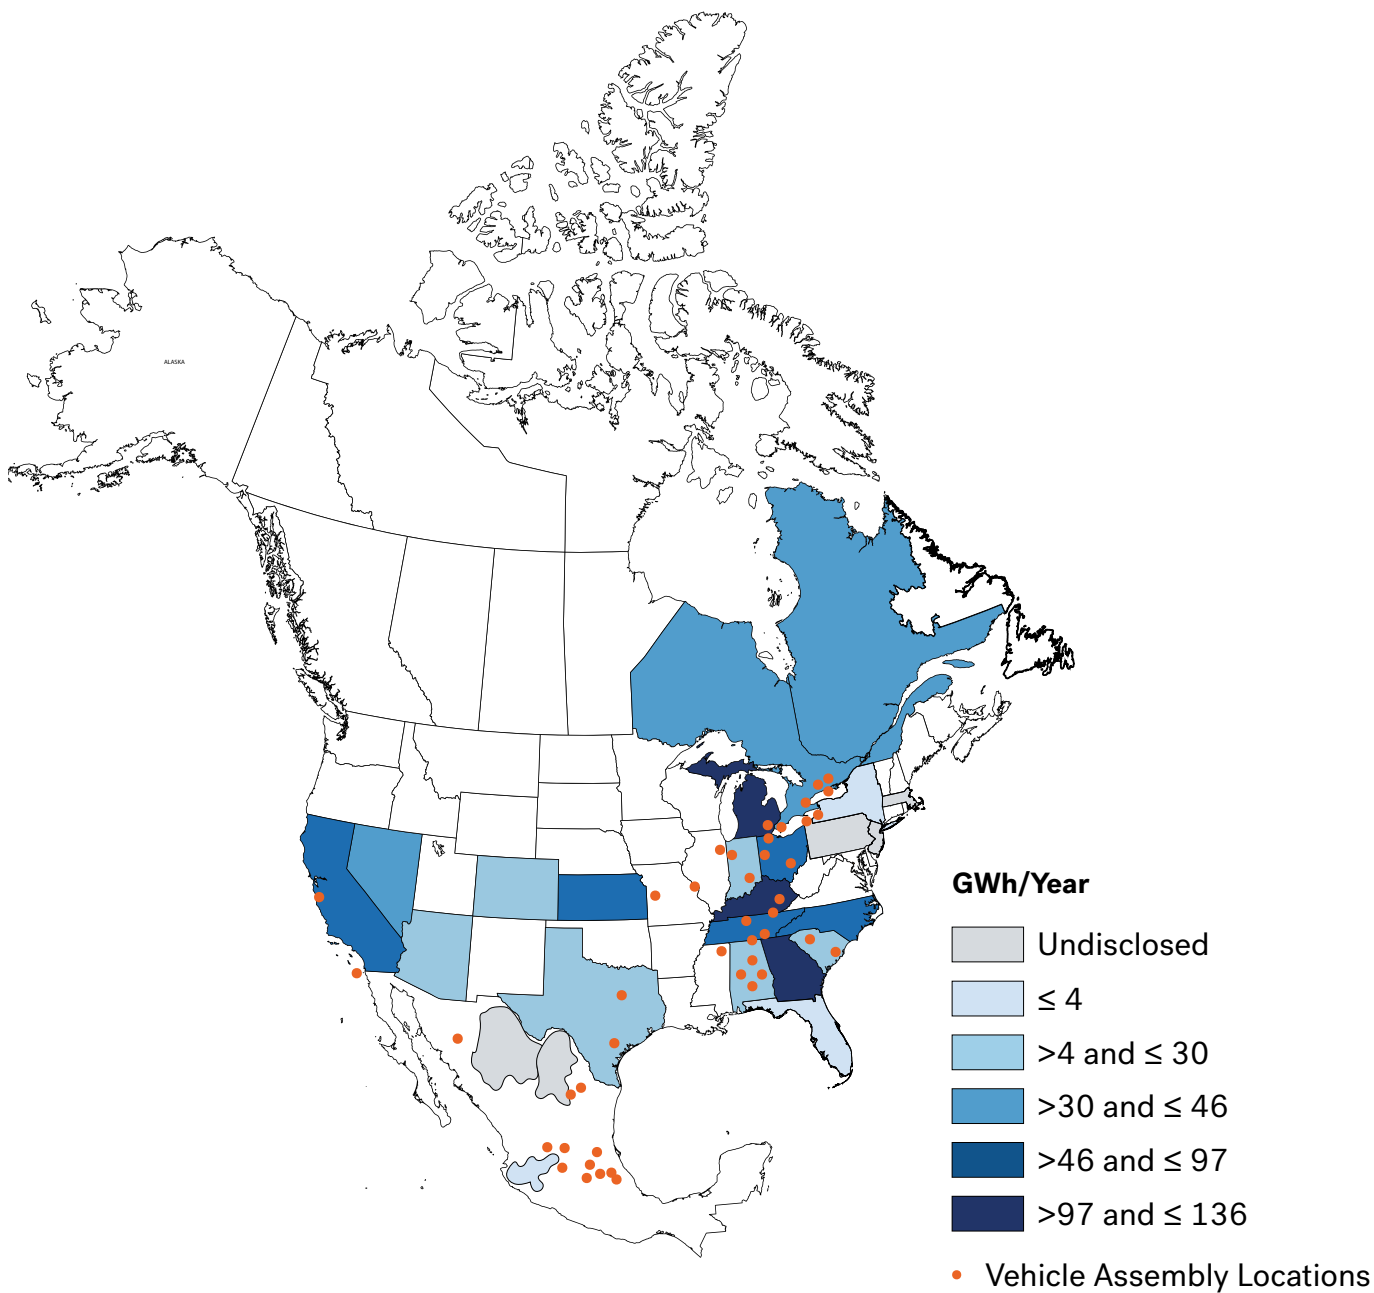 ALASKA
GWh/Year
Undisclosed
≤ 4
>4 and ≤ 30
>30 and ≤ 46
>46 and ≤ 97
>97 and ≤ 136
Vehicle Assembly Locations